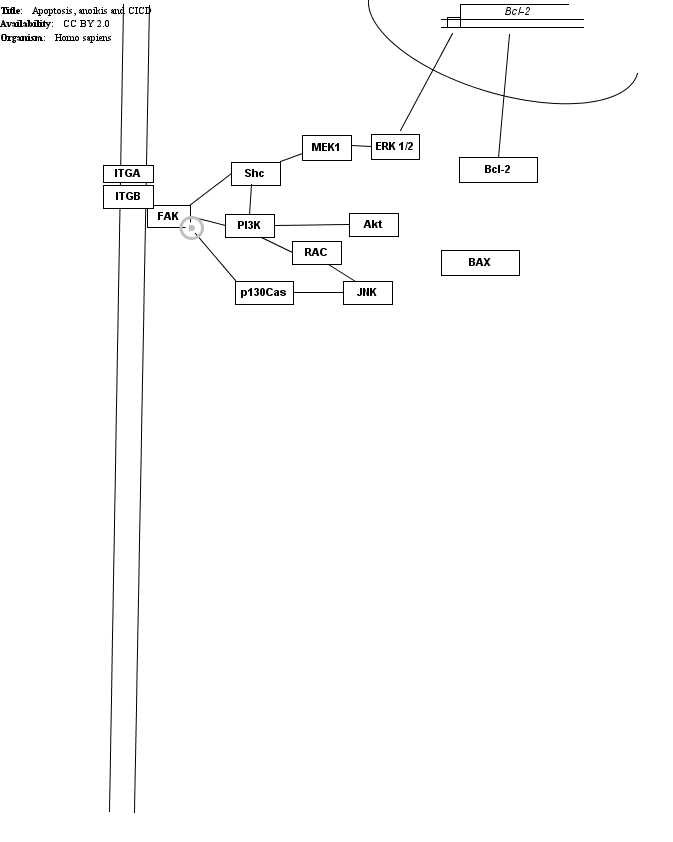 Title: Apoptosis, anoikis and CICD
Availability: CC BY 2.0
Organism: Homo sapiens
Bcl-2
MEK1
ERK 1/2
Bcl-2
ITGA
Shc
ITGB
FAK
PI3K
Akt
RAC
BAX
p130Cas
JNK